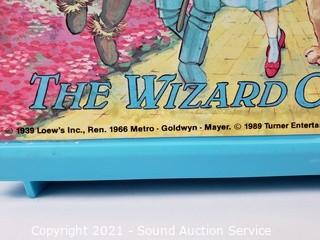 THE WIZARD O
© 1939 Loew's Inc., Ren. 1966 Metro - Goldwyn - Mayer. © 1989 Turner Enterta
Copyright 2021 - Sound Auction Service